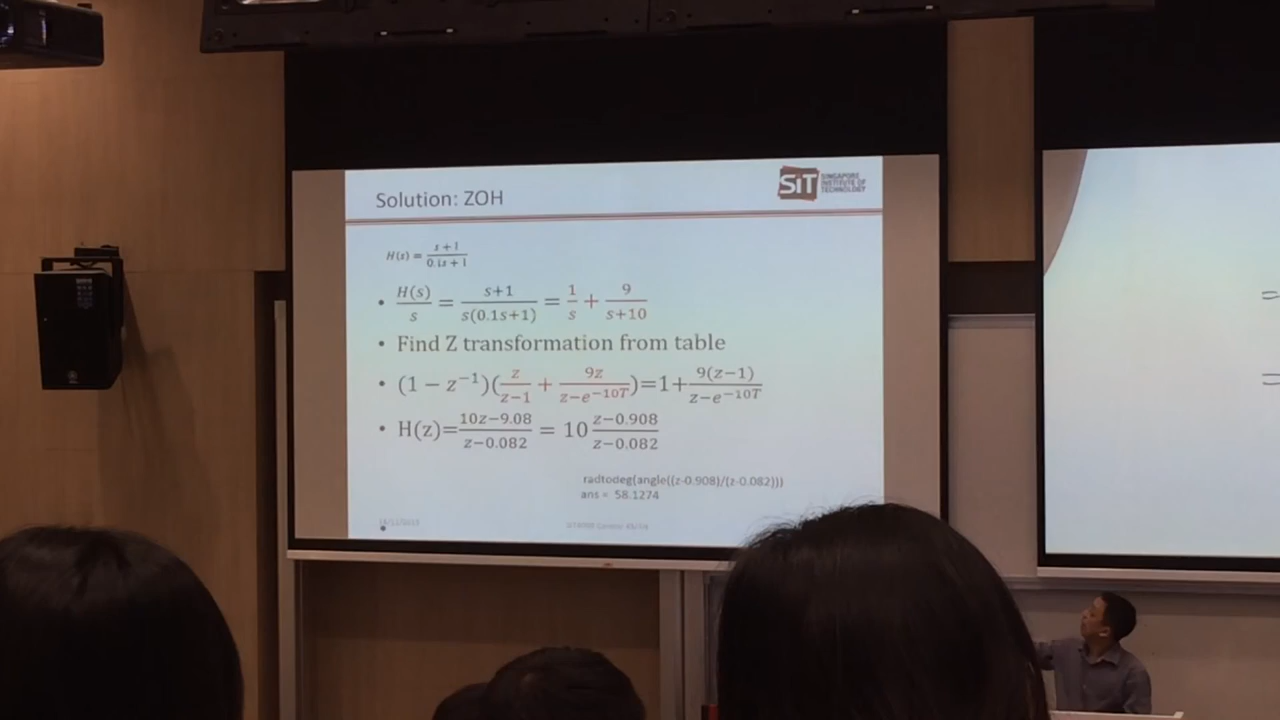 Solution: ZOH
SiT SINGAPORE INSTITUTE OF TECHNOLOGY
H(s) = (s+1)/(0.1s+1)
• H(s)/s = (s+1)/(s(0.1s+1)) = 1/s + 9/(s+10)
• Find Z transformation from table
• (1 − z⁻¹)(z/(z−1) + 9z/(z−e^(−10T)))=1+9(z−1)/(z−e^(−10T))
• H(z)=(10z−9.08)/(z−0.082) = 10 (z−0.908)/(z−0.082)
radtodeg(angle((z-0.908)/(z-0.082)))
ans = 58.1274
=
=